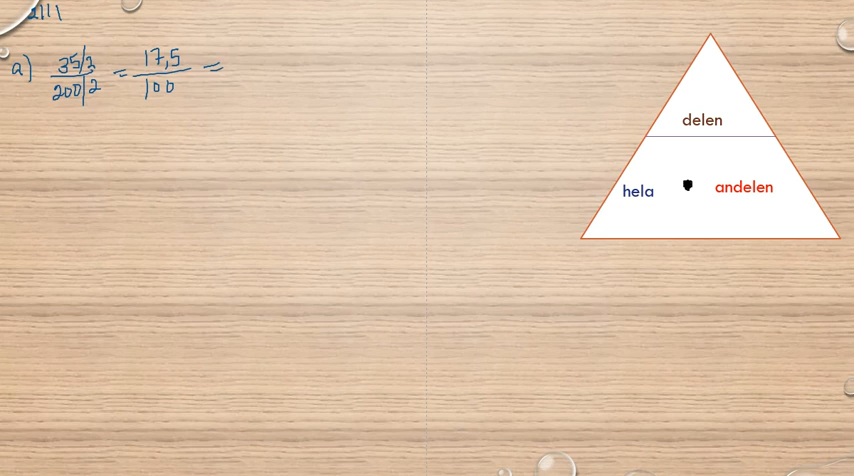 2111
a) 35/2 = 17,5 =
200/2 100
delen
hela · andelen